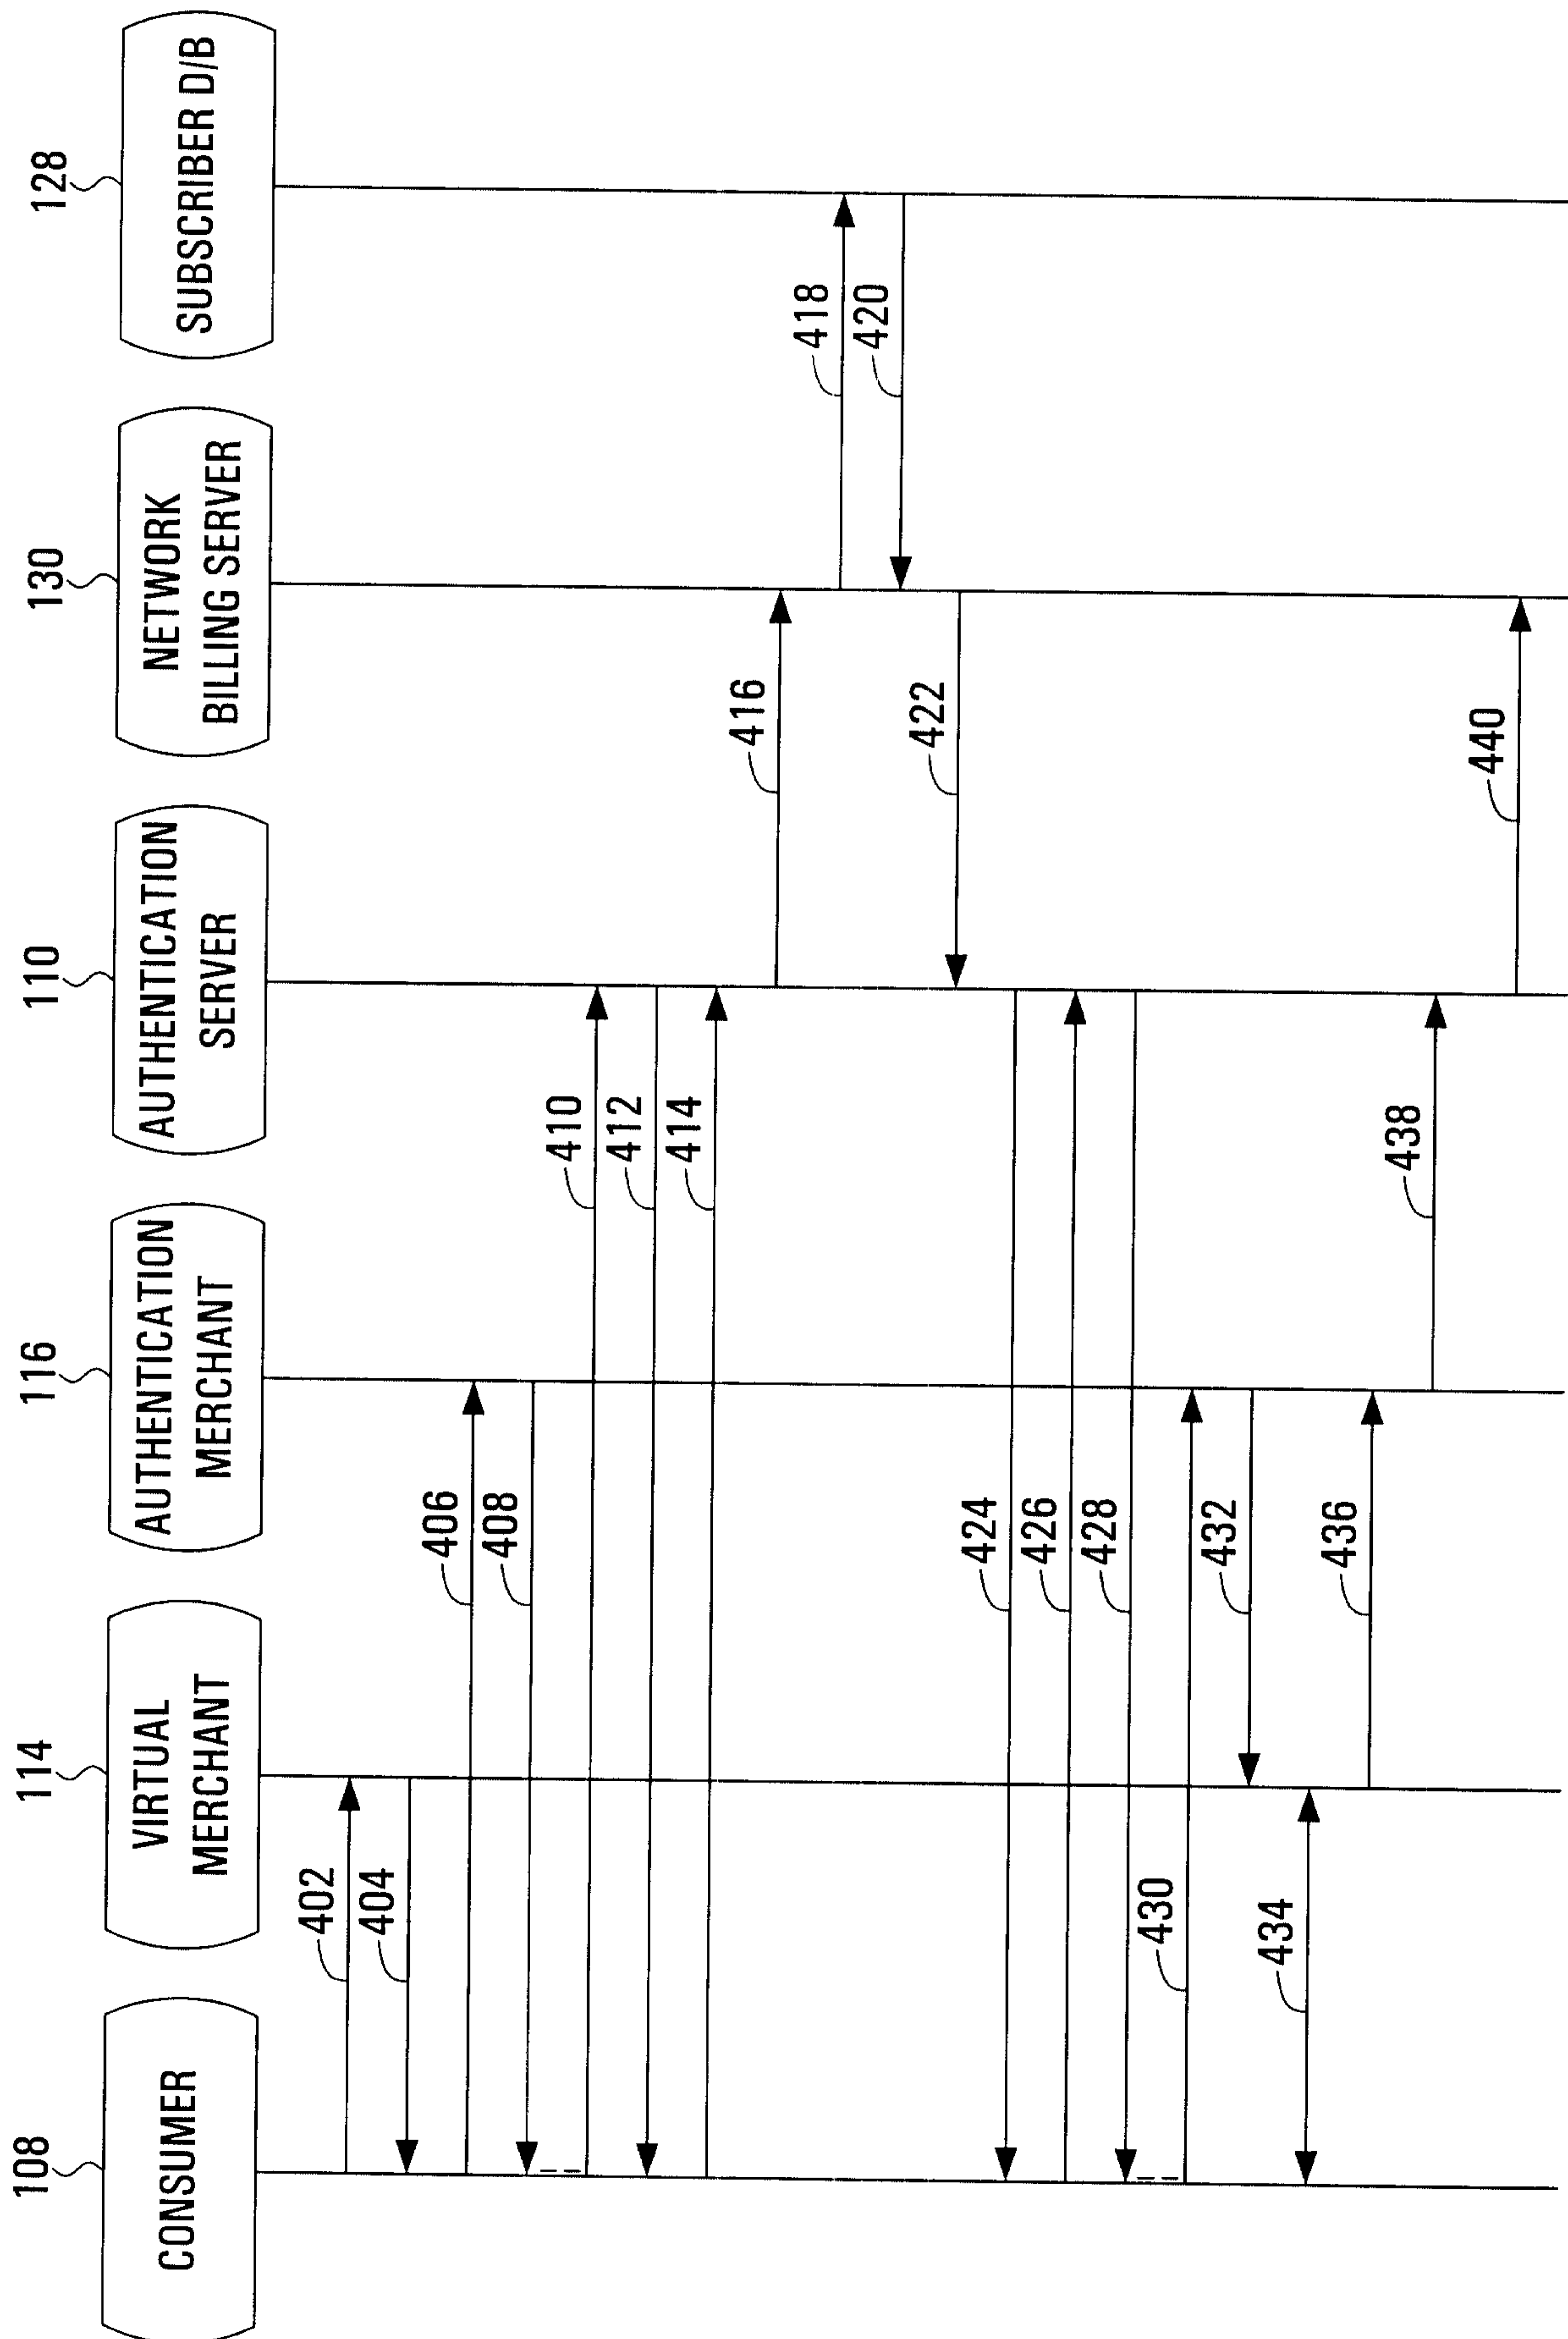 108
CONSUMER
114
VIRTUAL
MERCHANT
116
AUTHENTICATION
MERCHANT
110
AUTHENTICATION
SERVER
130
NETWORK
BILLING SERVER
128
SUBSCRIBER D/B
402
404
406
408
410
412
414
416
418
420
422
424
426
428
430
432
434
436
438
440